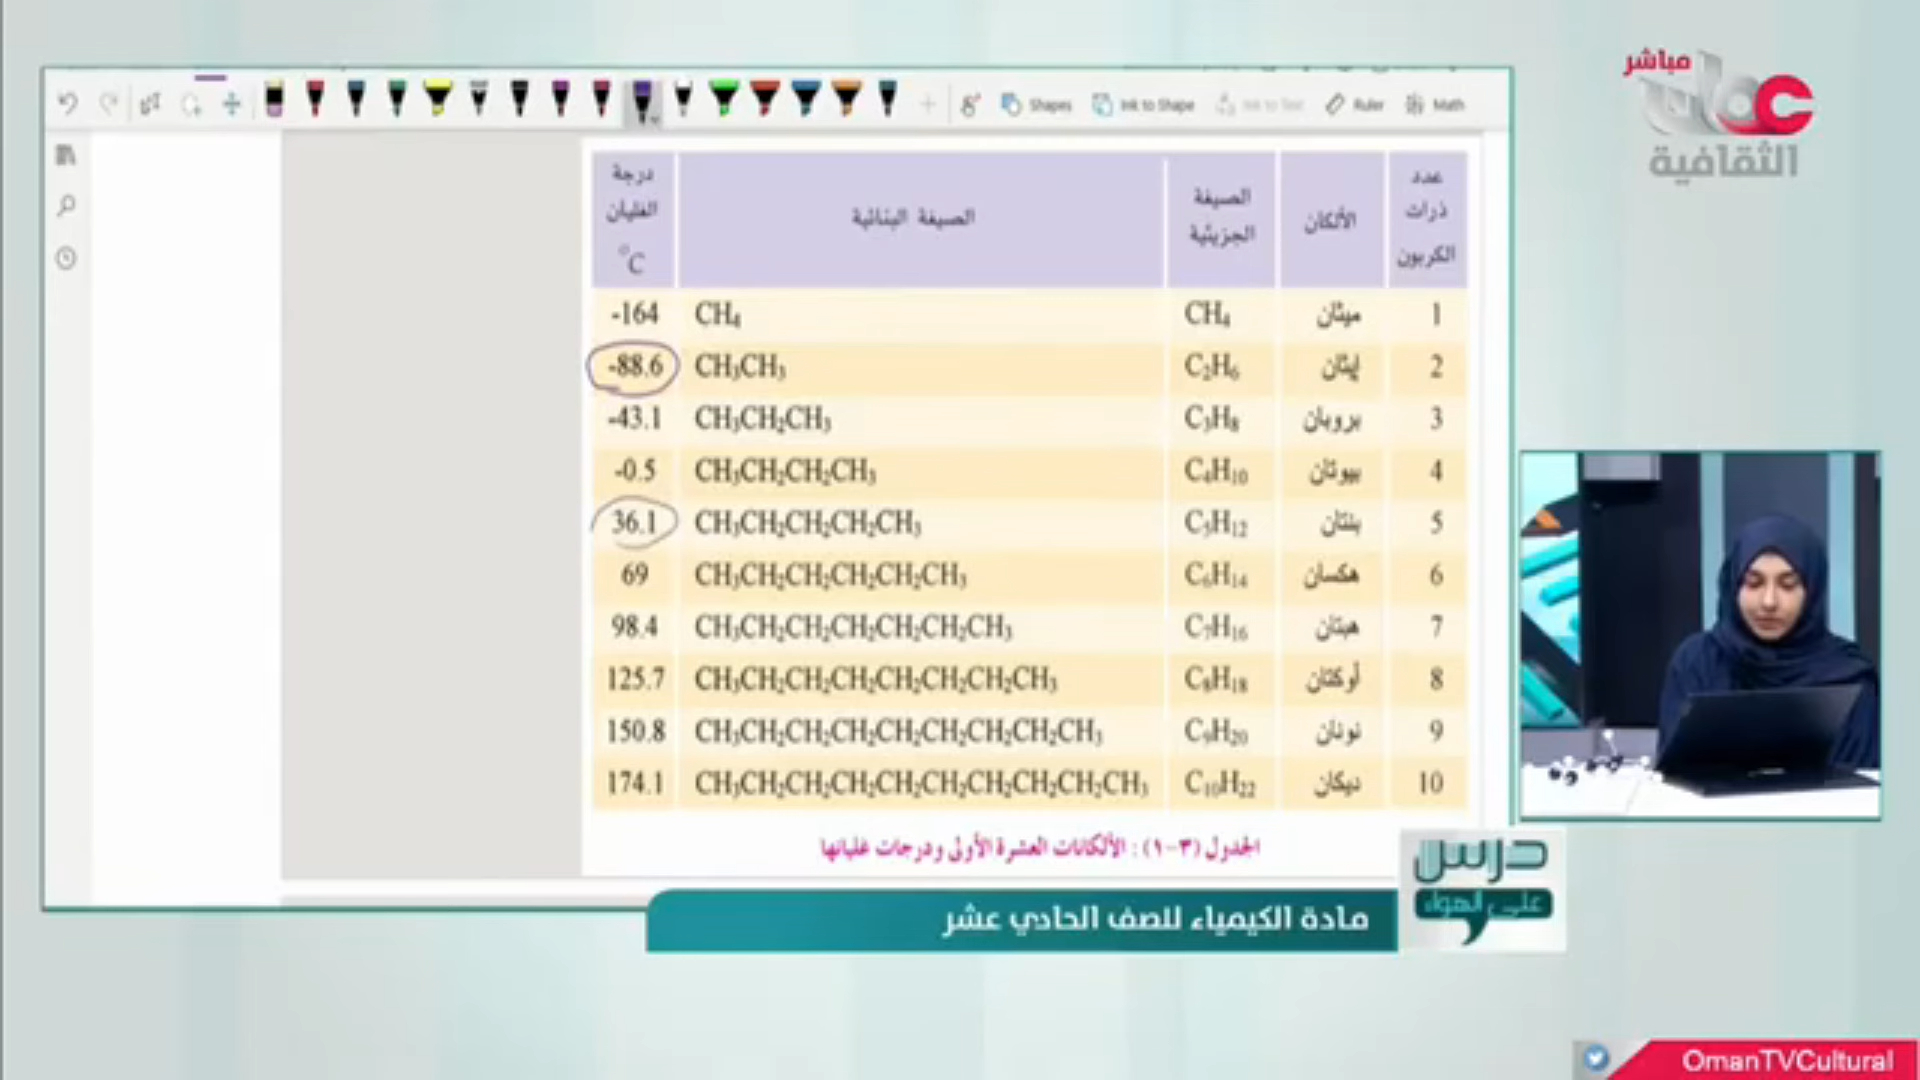 مباشر
عمان
الثقافية
Shapes Ink to Shape Ink to Text Ruler Math
عدد ذرات الكربون الألكان الصيغة الجزيئية الصيغة البنائية درجة الغليان °C
1 ميثان CH₄ CH₄ -164
2 إيثان C₂H₆ CH₃CH₃ -88.6
3 بروبان C₃H₈ CH₃CH₂CH₃ -43.1
4 بيوتان C₄H₁₀ CH₃CH₂CH₂CH₃ -0.5
5 بنتان C₅H₁₂ CH₃CH₂CH₂CH₂CH₃ 36.1
6 هكسان C₆H₁₄ CH₃CH₂CH₂CH₂CH₂CH₃ 69
7 هبتان C₇H₁₆ CH₃CH₂CH₂CH₂CH₂CH₂CH₃ 98.4
8 أوكتان C₈H₁₈ CH₃CH₂CH₂CH₂CH₂CH₂CH₂CH₃ 125.7
9 نونان C₉H₂₀ CH₃CH₂CH₂CH₂CH₂CH₂CH₂CH₂CH₃ 150.8
10 ديكان C₁₀H₂₂ CH₃CH₂CH₂CH₂CH₂CH₂CH₂CH₂CH₂CH₃ 174.1
الجدول (٣-١) : الألكانات العشرة الأولى ودرجات غليانها
درس
على الهواء
مادة الكيمياء للصف الحادي عشر
OmanTVCultural